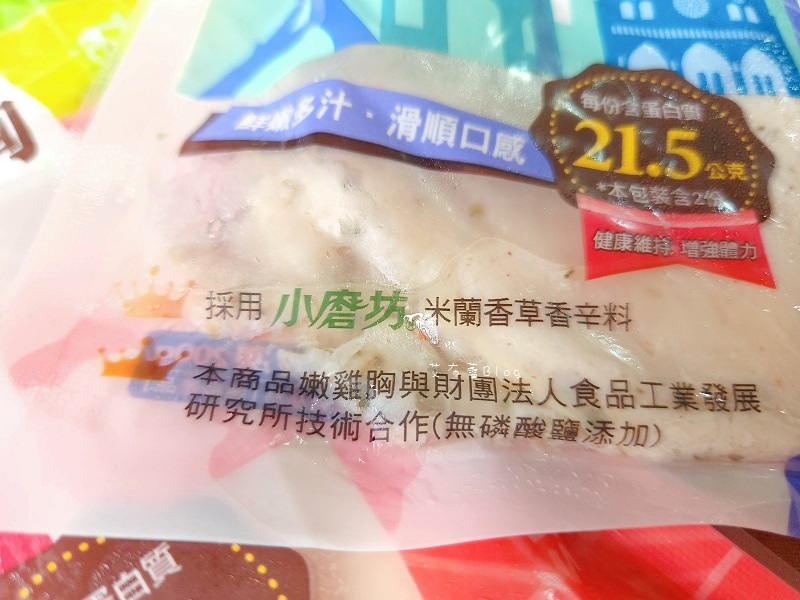 鮮嫩多汁·滑順口感
每份含蛋白質
21.5公克
*本包裝含2份
健康維持 增強體力
採用 小磨坊® 米蘭香草香辛料
本商品嫩雞胸與財團法人食品工業發展
研究所技術合作(無磷酸鹽添加)
蛋白質